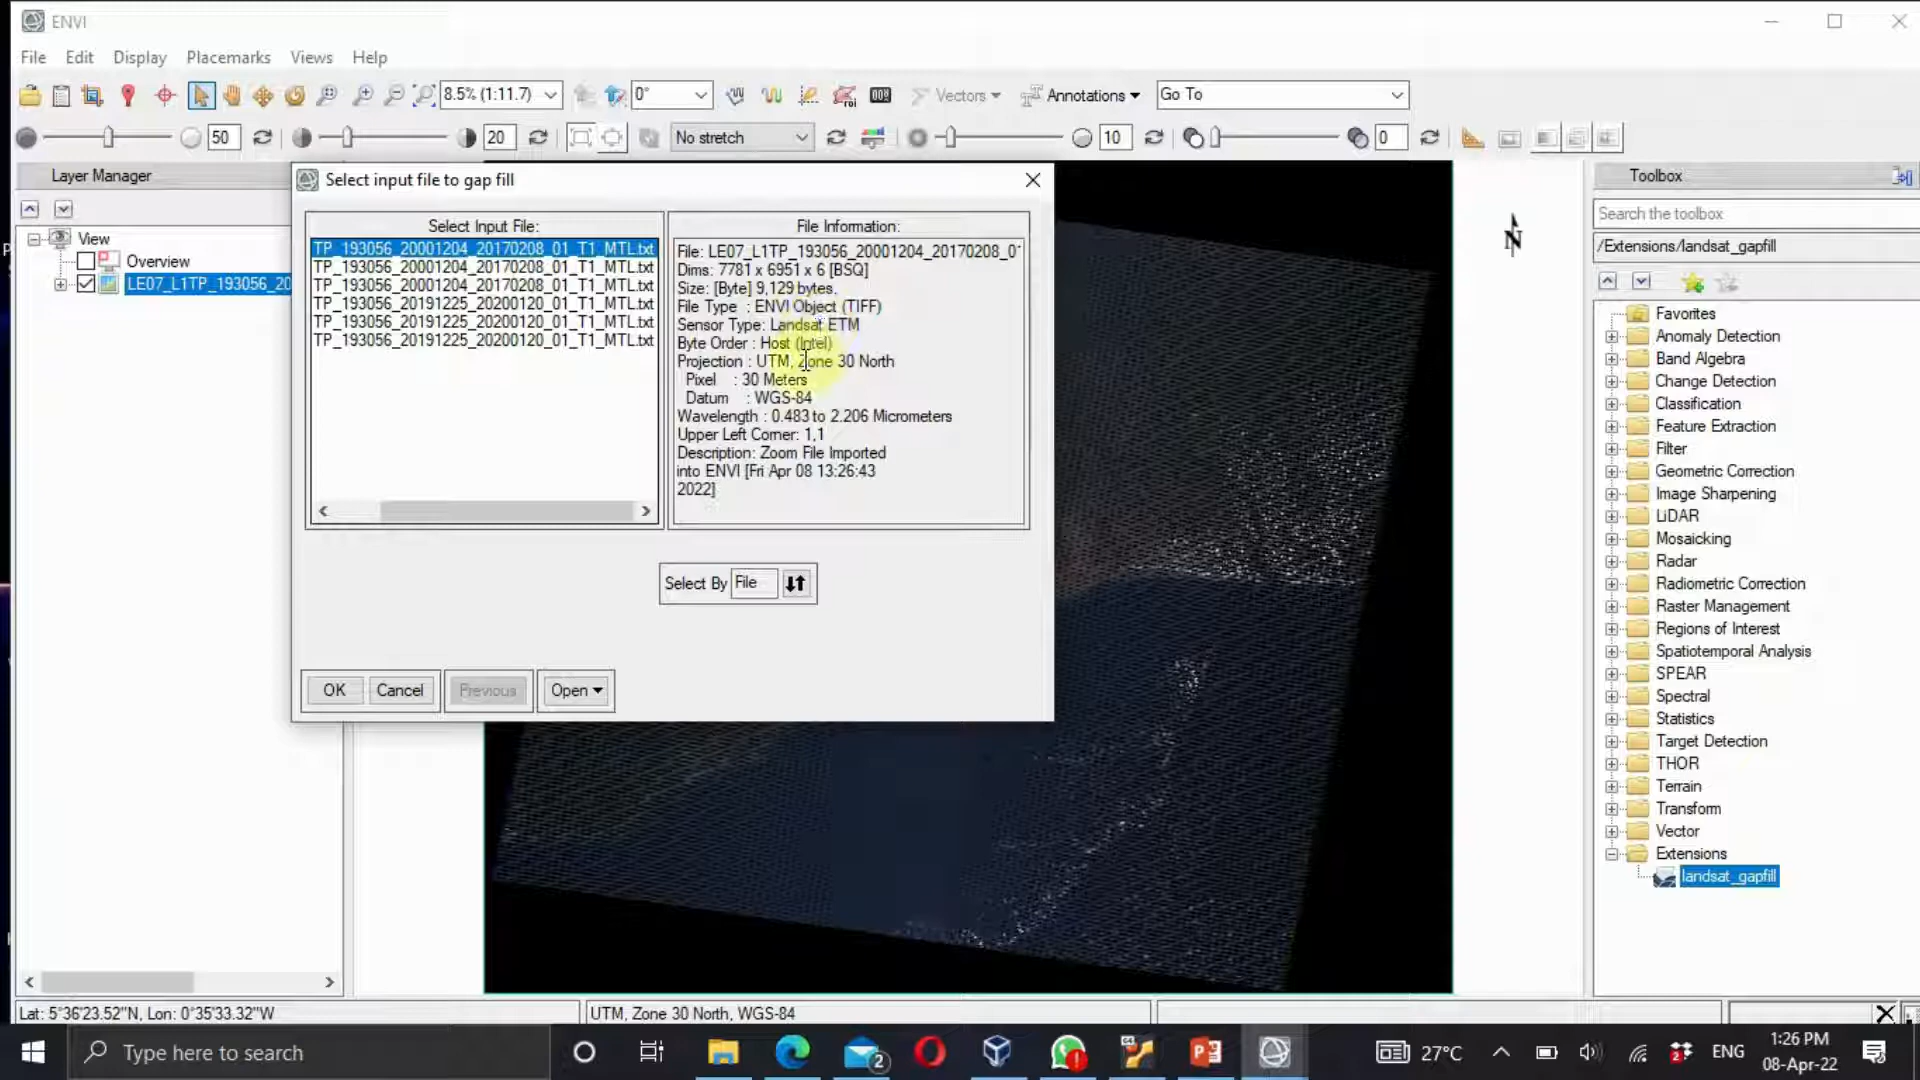 ENVI
File Edit Display Placemarks Views Help
8.5% (1:11.7) 0° Vectors Annotations Go To
50 20 No stretch 10 0
Layer Manager
View
Overview
LE07_L1TP_193056_20
Select input file to gap fill
Select Input File:
TP_193056_20001204_20170208_01_T1_MTL.txt
TP_193056_20001204_20170208_01_T1_MTL.txt
TP_193056_20001204_20170208_01_T1_MTL.txt
TP_193056_20191225_20200120_01_T1_MTL.txt
TP_193056_20191225_20200120_01_T1_MTL.txt
TP_193056_20191225_20200120_01_T1_MTL.txt
File Information:
File: LE07_L1TP_193056_20001204_20170208_0
Dims: 7781 x 6951 x 6 [BSQ]
Size: [Byte] 9,129 bytes.
File Type : ENVI Object (TIFF)
Sensor Type: Landsat ETM
Byte Order : Host (Intel)
Projection : UTM, Zone 30 North
Pixel : 30 Meters
Datum : WGS-84
Wavelength : 0.483 to 2.206 Micrometers
Upper Left Corner: 1,1
Description: Zoom File Imported
into ENVI [Fri Apr 08 13:26:43
2022]
Select By File
OK Cancel Previous Open
N
Toolbox
Search the toolbox
/Extensions/landsat_gapfill
Favorites
Anomaly Detection
Band Algebra
Change Detection
Classification
Feature Extraction
Filter
Geometric Correction
Image Sharpening
LiDAR
Mosaicking
Radar
Radiometric Correction
Raster Management
Regions of Interest
Spatiotemporal Analysis
SPEAR
Spectral
Statistics
Target Detection
THOR
Terrain
Transform
Vector
Extensions
landsat_gapfill
Lat: 5°36'23.52"N, Lon: 0°35'33.32"W
UTM, Zone 30 North, WGS-84
Type here to search
2
27°C
2
ENG
1:26 PM
08-Apr-22